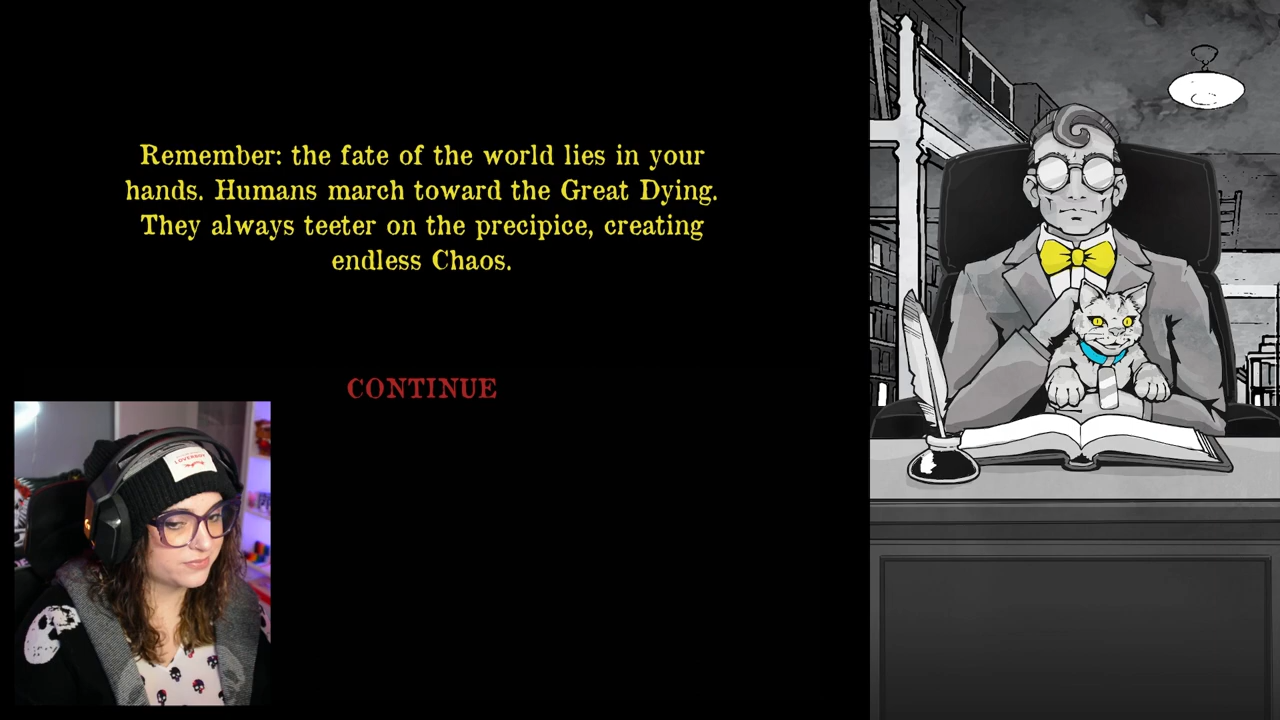 Remember: the fate of the world lies in your
hands. Humans march toward the Great Dying.
They always teeter on the precipice, creating
endless Chaos.
CONTINUE
LOVERBOY